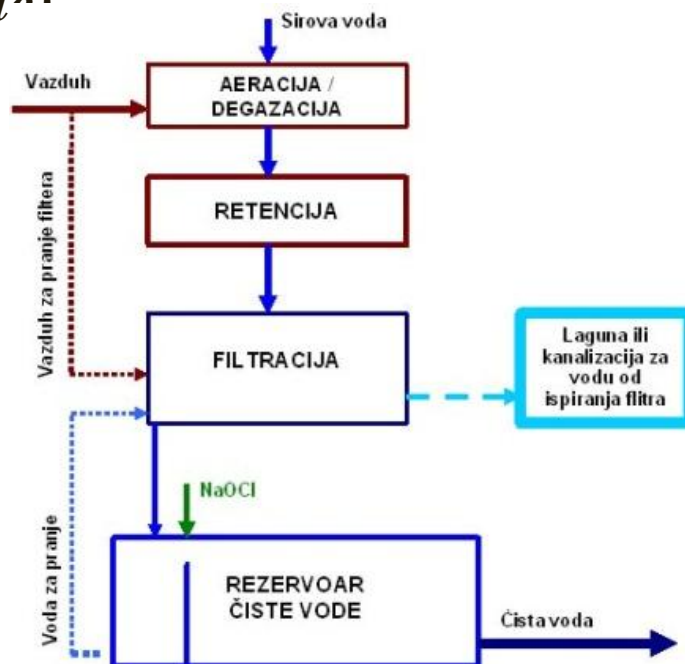 Sirova voda
Vazduh
AERACIJA /
DEGAZACIJA
RETENCIJA
Vazduh za pranje filtera
FILTRACIJA
Laguna ili
kanalizacija za
vodu od
ispiranja flitra
NaOCl
Voda za pranje
REZERVOAR
ČISTE VODE
Čista voda